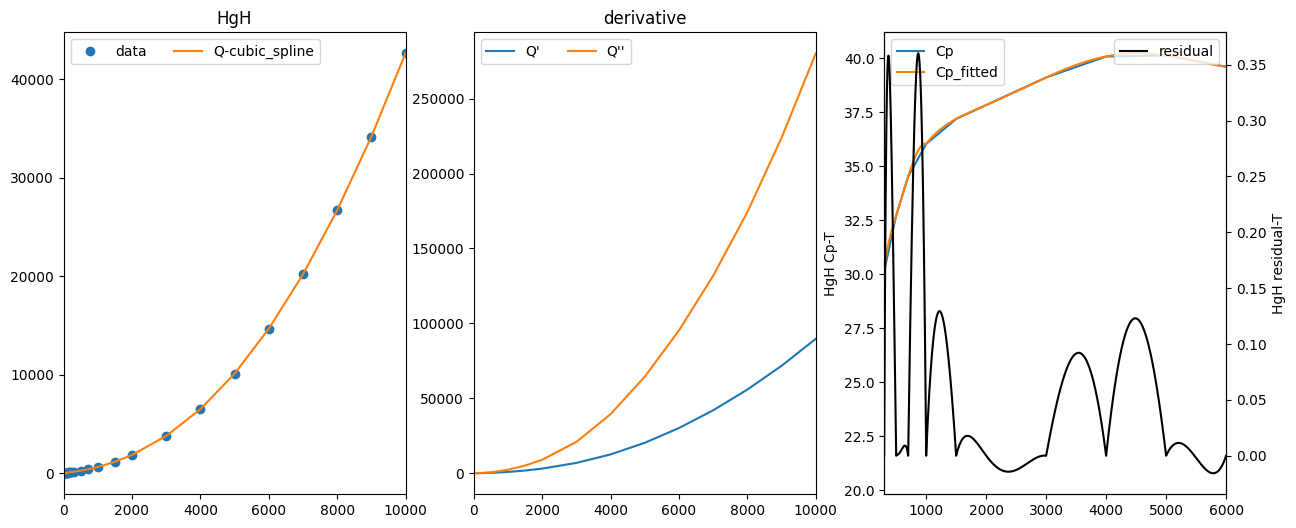 HgH
data
Q-cubic_spline
40000
30000
20000
10000
0
0 2000 4000 6000 8000 10000
derivative
Q'
Q''
250000
200000
150000
100000
50000
0
0 2000 4000 6000 8000 10000
Cp
Cp_fitted
residual
HgH Cp-T
40.0
37.5
35.0
32.5
30.0
27.5
25.0
22.5
20.0
1000 2000 3000 4000 5000 6000
0.35
0.30
0.25
0.20
0.15
0.10
0.05
0.00
HgH residual-T